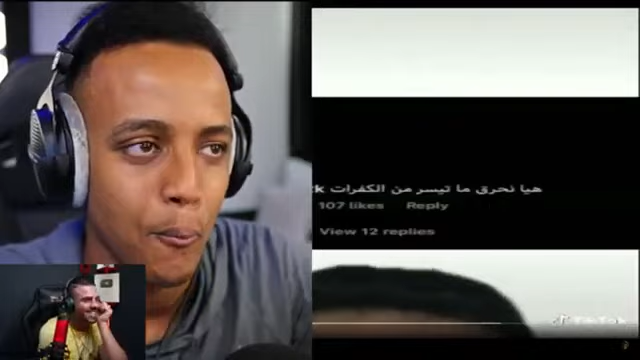 هيا نحرق ما تيسر من الكفرات
107 likes Reply
View 12 replies
TikTok